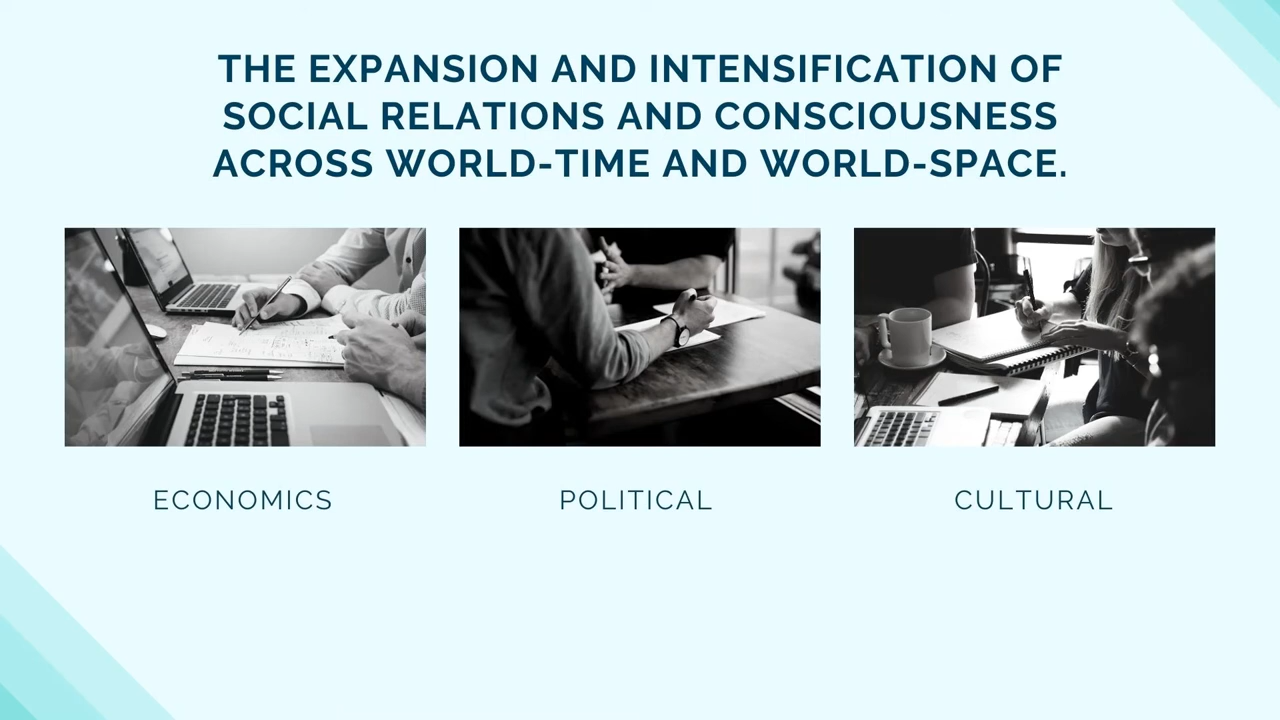 THE EXPANSION AND INTENSIFICATION OF
SOCIAL RELATIONS AND CONSCIOUSNESS
ACROSS WORLD-TIME AND WORLD-SPACE.
ECONOMICS
POLITICAL
CULTURAL